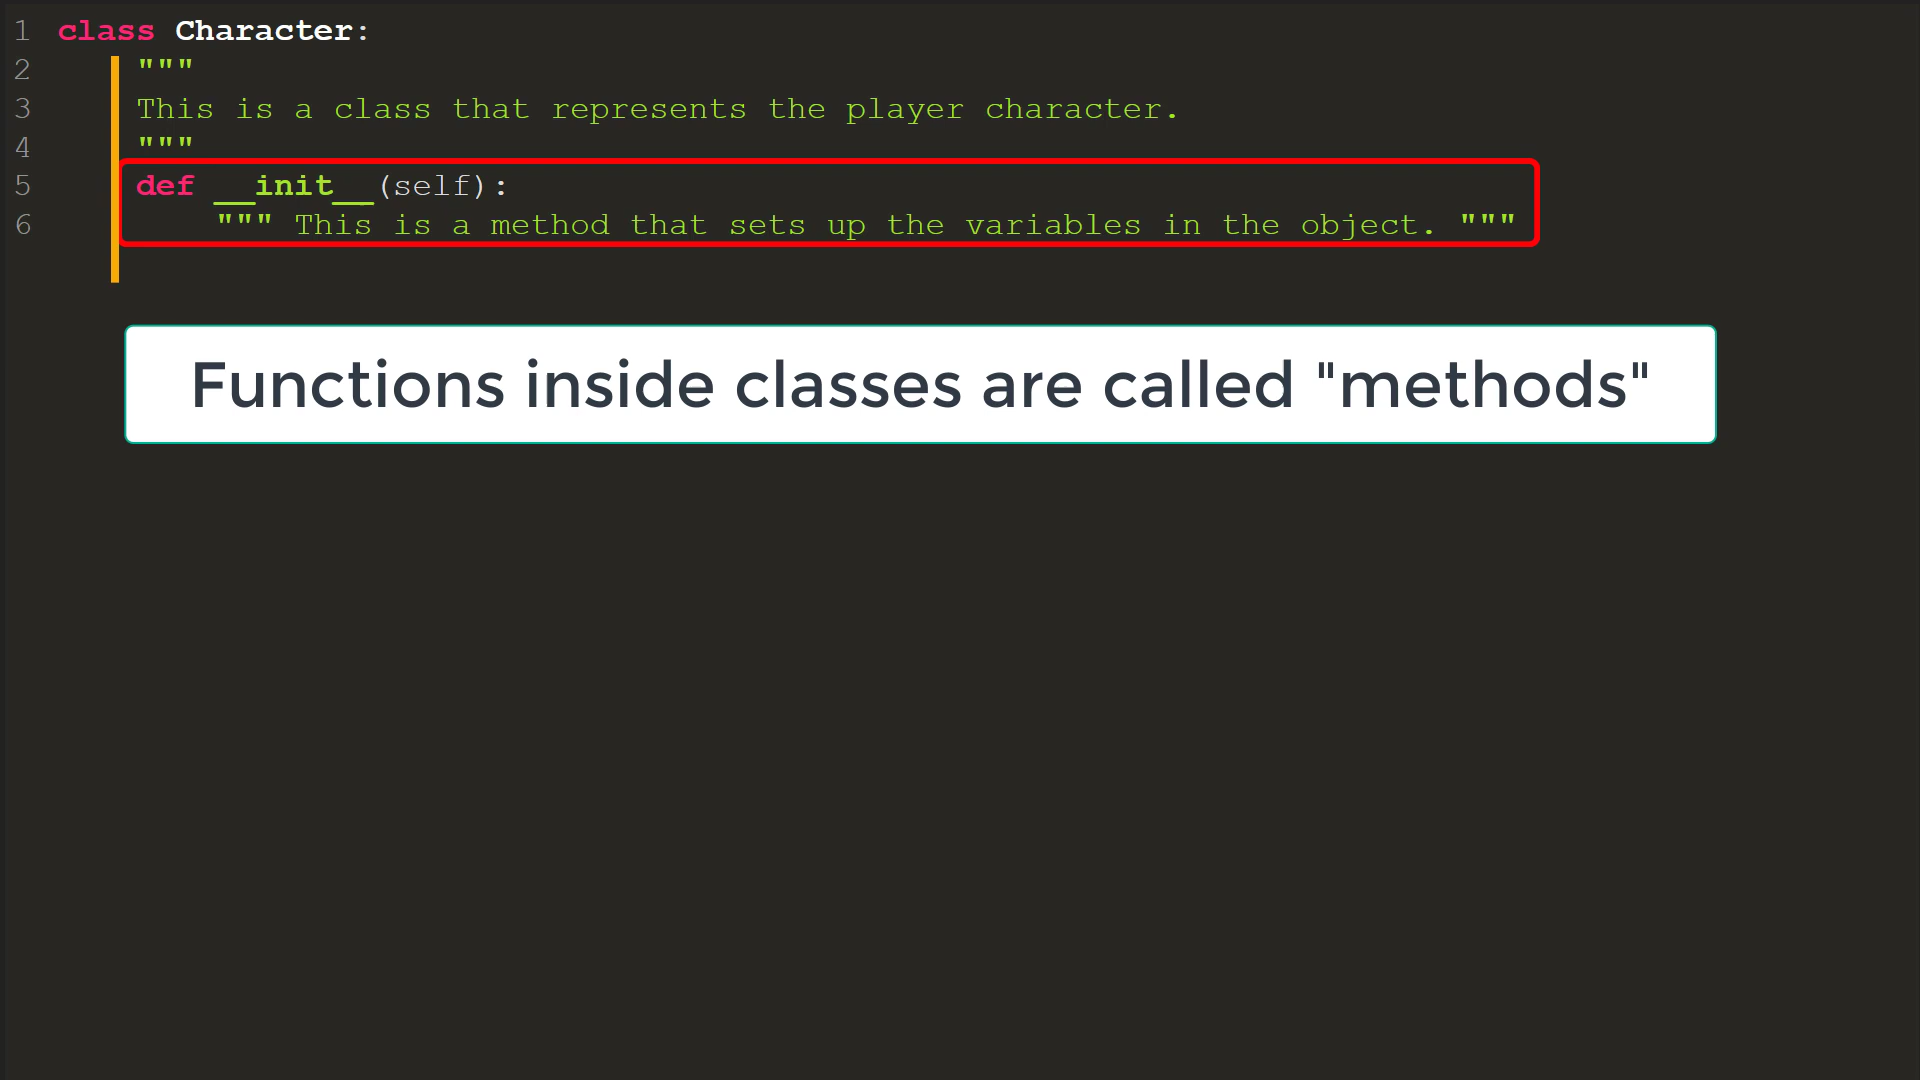 1 class Character:
2     """
3     This is a class that represents the player character.
4     """
5     def __init__(self):
6         """ This is a method that sets up the variables in the object. """
Functions inside classes are called "methods"